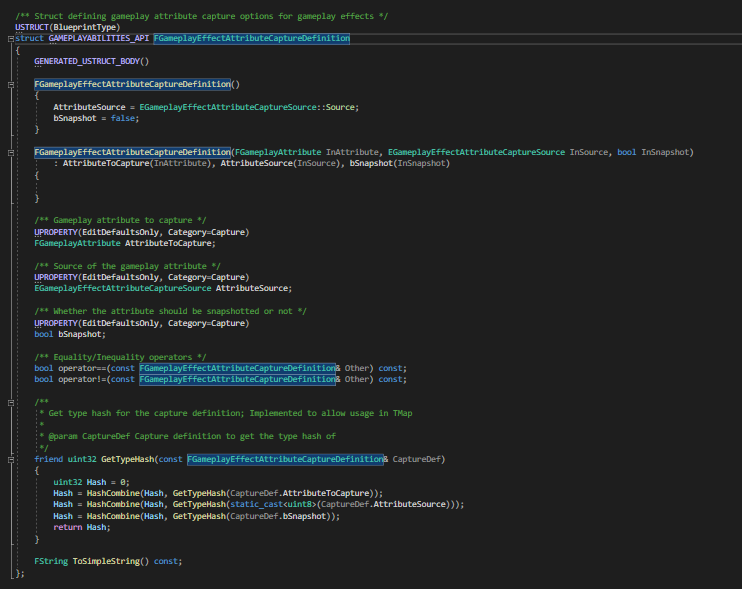 /** Struct defining gameplay attribute capture options for gameplay effects */
USTRUCT(BlueprintType)
struct GAMEPLAYABILITIES_API FGameplayEffectAttributeCaptureDefinition
{
GENERATED_USTRUCT_BODY()
FGameplayEffectAttributeCaptureDefinition()
{
AttributeSource = EGameplayEffectAttributeCaptureSource::Source;
bSnapshot = false;
}
FGameplayEffectAttributeCaptureDefinition(FGameplayAttribute InAttribute, EGameplayEffectAttributeCaptureSource InSource, bool InSnapshot)
: AttributeToCapture(InAttribute), AttributeSource(InSource), bSnapshot(InSnapshot)
{
}
/** Gameplay attribute to capture */
UPROPERTY(EditDefaultsOnly, Category=Capture)
FGameplayAttribute AttributeToCapture;
/** Source of the gameplay attribute */
UPROPERTY(EditDefaultsOnly, Category=Capture)
EGameplayEffectAttributeCaptureSource AttributeSource;
/** Whether the attribute should be snapshotted or not */
UPROPERTY(EditDefaultsOnly, Category=Capture)
bool bSnapshot;
/** Equality/Inequality operators */
bool operator==(const FGameplayEffectAttributeCaptureDefinition& Other) const;
bool operator!=(const FGameplayEffectAttributeCaptureDefinition& Other) const;
/**
* Get type hash for the capture definition; Implemented to allow usage in TMap
*
* @param CaptureDef Capture definition to get the type hash of
*/
friend uint32 GetTypeHash(const FGameplayEffectAttributeCaptureDefinition& CaptureDef)
{
uint32 Hash = 0;
Hash = HashCombine(Hash, GetTypeHash(CaptureDef.AttributeToCapture));
Hash = HashCombine(Hash, GetTypeHash(static_cast<uint8>(CaptureDef.AttributeSource)));
Hash = HashCombine(Hash, GetTypeHash(CaptureDef.bSnapshot));
return Hash;
}
FString ToSimpleString() const;
};